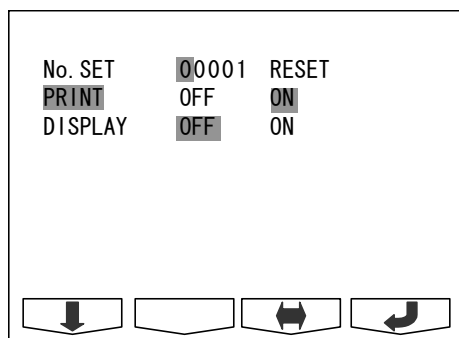 No. SET 00001 RESET
PRINT OFF ON
DISPLAY OFF ON